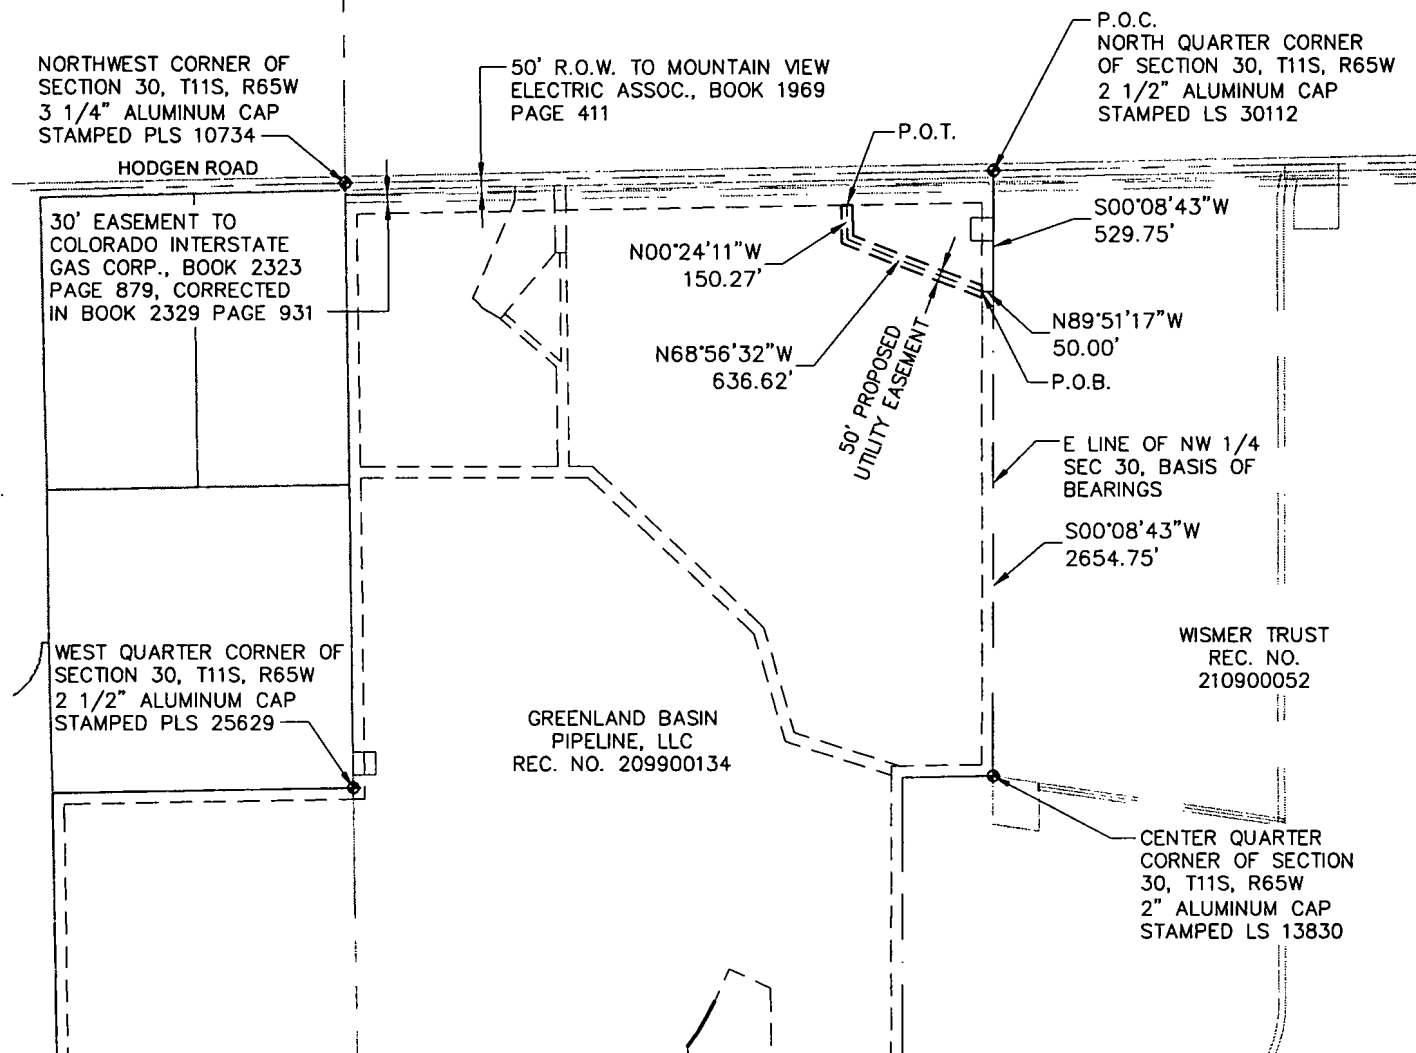 P.O.C.
NORTH QUARTER CORNER
OF SECTION 30, T11S, R65W
2 1/2" ALUMINUM CAP
STAMPED LS 30112
NORTHWEST CORNER OF
SECTION 30, T11S, R65W
3 1/4" ALUMINUM CAP
STAMPED PLS 10734
50' R.O.W. TO MOUNTAIN VIEW
ELECTRIC ASSOC., BOOK 1969
PAGE 411
P.O.T.
HODGEN ROAD
30' EASEMENT TO
COLORADO INTERSTATE
GAS CORP., BOOK 2323
PAGE 879, CORRECTED
IN BOOK 2329 PAGE 931
N00°24'11"W
150.27'
S00°08'43"W
529.75'
N68°56'32"W
636.62'
50' PROPOSED
UTILITY EASEMENT
N89°51'17"W
50.00'
P.O.B.
E LINE OF NW 1/4
SEC 30, BASIS OF
BEARINGS
S00°08'43"W
2654.75'
WEST QUARTER CORNER OF
SECTION 30, T11S, R65W
2 1/2" ALUMINUM CAP
STAMPED PLS 25629
GREENLAND BASIN
PIPELINE, LLC
REC. NO. 209900134
WISMER TRUST
REC. NO.
210900052
CENTER QUARTER
CORNER OF SECTION
30, T11S, R65W
2" ALUMINUM CAP
STAMPED LS 13830